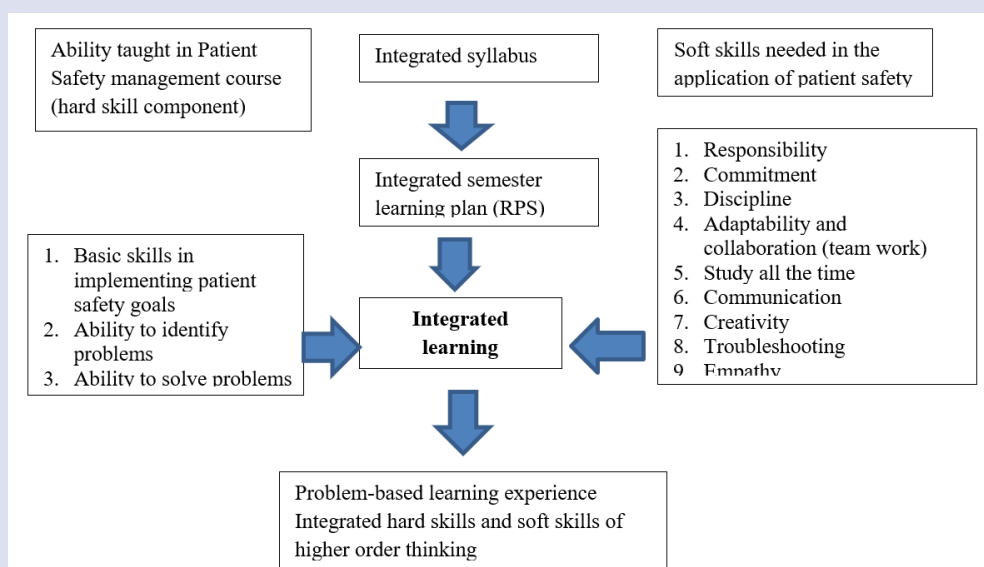 Ability taught in Patient
Safety management course
(hard skill component)
Integrated syllabus
Soft skills needed in the
application of patient safety
Integrated semester
learning plan (RPS)
1. Responsibility
2. Commitment
3. Discipline
4. Adaptability and
collaboration (team work)
5. Study all the time
6. Communication
7. Creativity
8. Troubleshooting
9 Empathy
1. Basic skills in
implementing patient
safety goals
2. Ability to identify
problems
3. Ability to solve problems
Integrated
learning
Problem-based learning experience
Integrated hard skills and soft skills of
higher order thinking